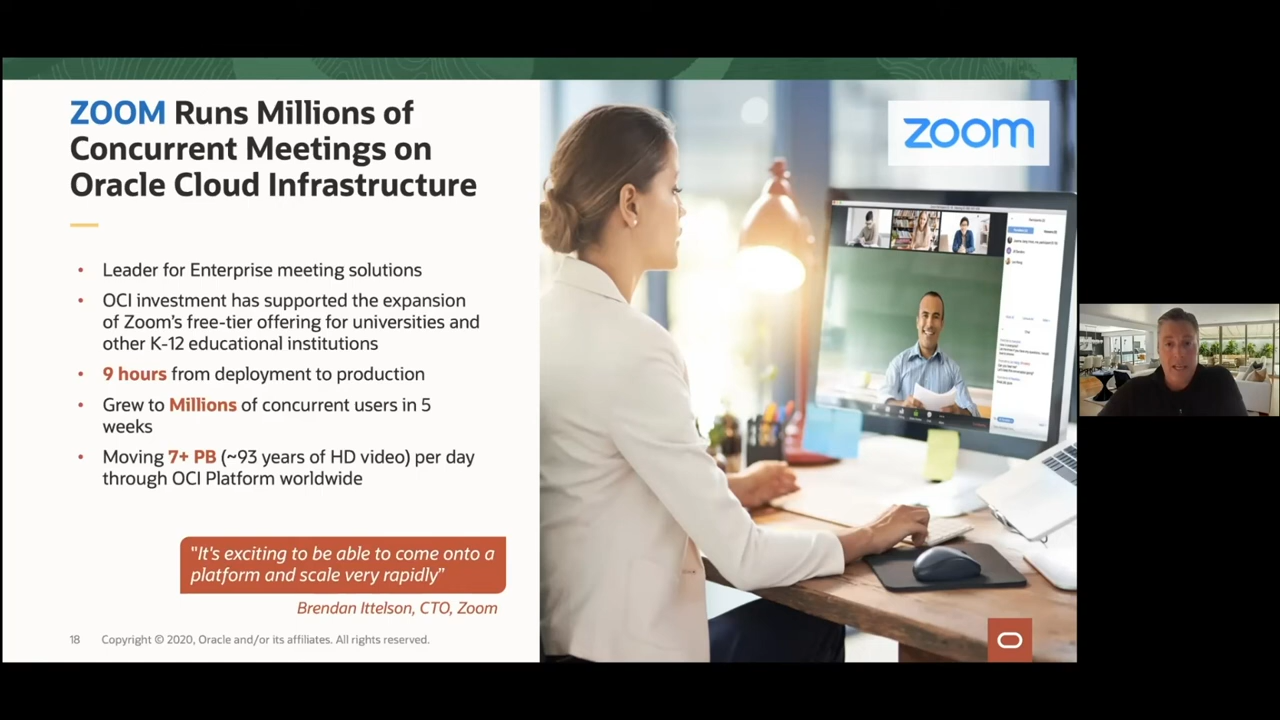 ZOOM Runs Millions of
Concurrent Meetings on
Oracle Cloud Infrastructure
• Leader for Enterprise meeting solutions
• OCI investment has supported the expansion
of Zoom's free-tier offering for universities and
other K-12 educational institutions
• 9 hours from deployment to production
• Grew to Millions of concurrent users in 5
weeks
• Moving 7+ PB (~93 years of HD video) per day
through OCI Platform worldwide
"It's exciting to be able to come onto a
platform and scale very rapidly"
Brendan Ittelson, CTO, Zoom
18 Copyright © 2020, Oracle and/or its affiliates. All rights reserved.
zoom